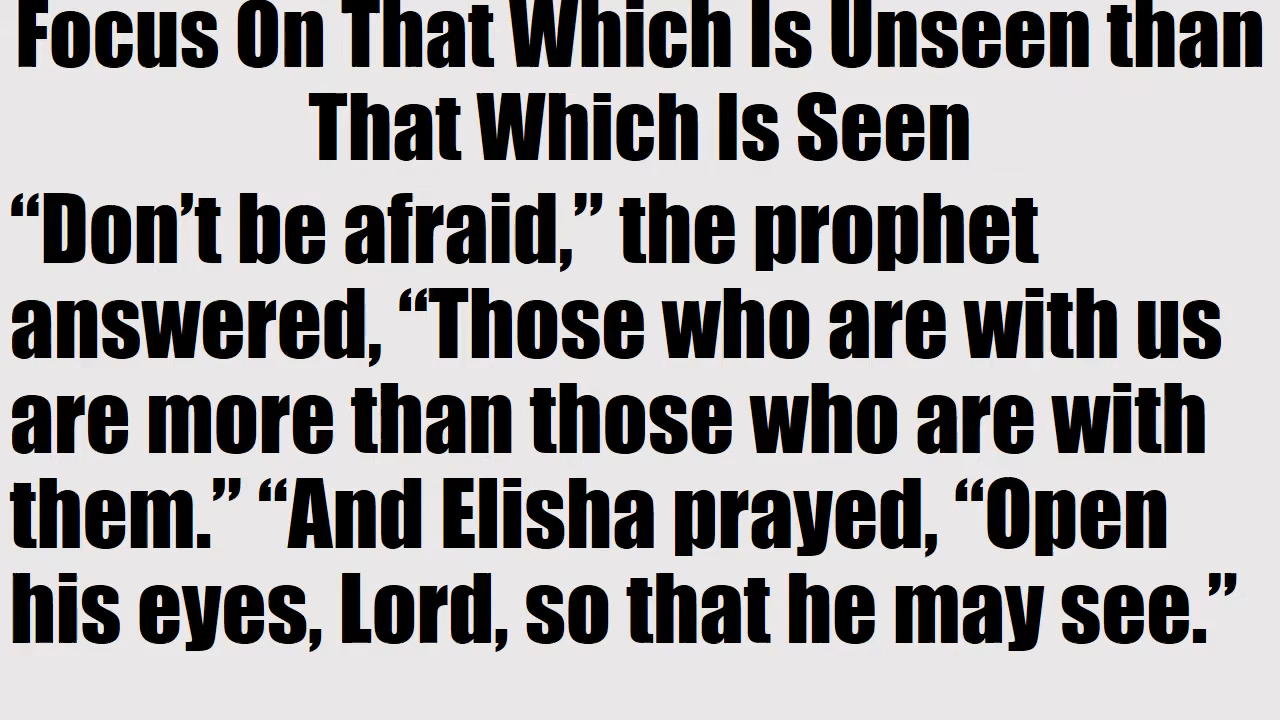 Focus On That Which Is Unseen than
That Which Is Seen
“Don’t be afraid,” the prophet
answered, “Those who are with us
are more than those who are with
them.” “And Elisha prayed, “Open
his eyes, Lord, so that he may see.”